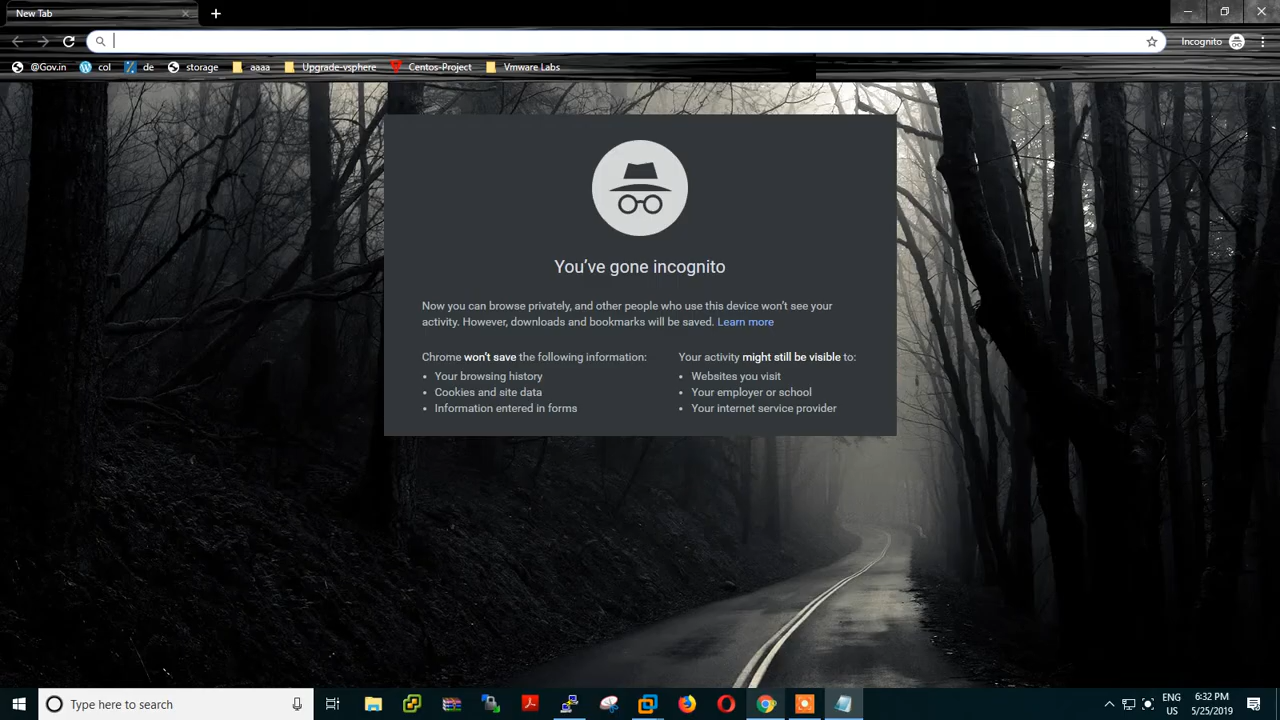 New Tab
Incognito
@Gov.in col de storage aaaa Upgrade-vsphere Centos-Project Vmware Labs
You've gone incognito
Now you can browse privately, and other people who use this device won't see your
activity. However, downloads and bookmarks will be saved. Learn more
Chrome won't save the following information:
• Your browsing history
• Cookies and site data
• Information entered in forms
Your activity might still be visible to:
• Websites you visit
• Your employer or school
• Your internet service provider
Type here to search
ENG
US
6:32 PM
5/25/2019